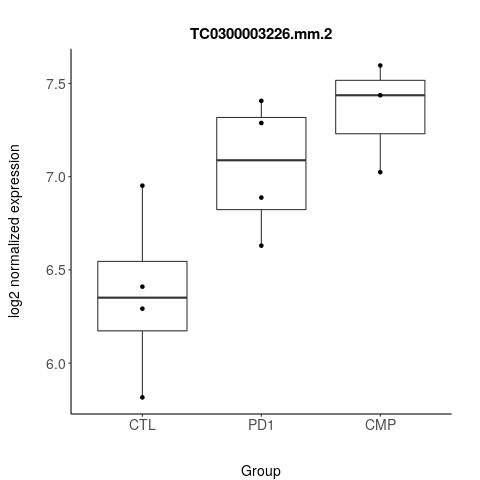 TC0300003226.mm.2
log2 normalized expression
7.5
7.0
6.5
6.0
CTL PD1 CMP
Group